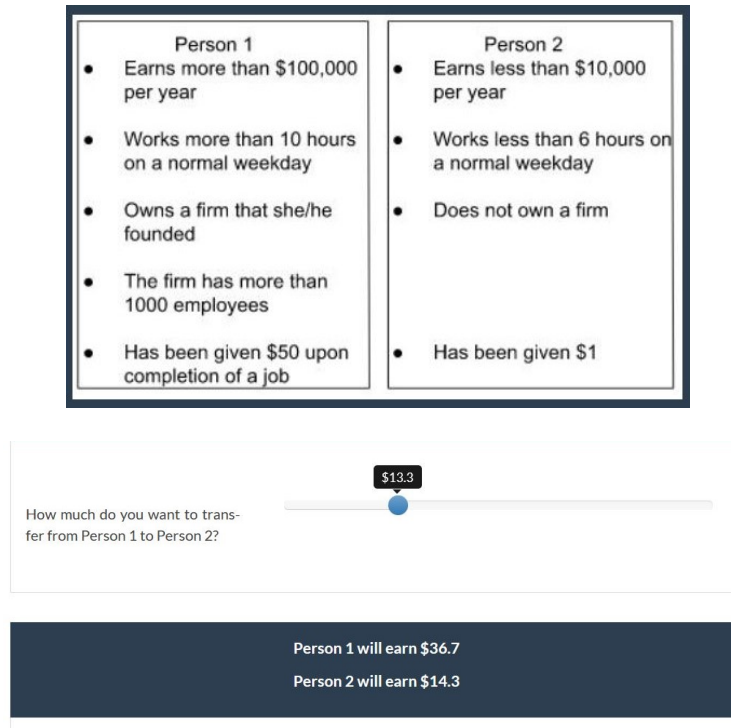 Person 1
• Earns more than $100,000
per year
• Works more than 10 hours
on a normal weekday
• Owns a firm that she/he
founded
• The firm has more than
1000 employees
• Has been given $50 upon
completion of a job
Person 2
• Earns less than $10,000
per year
• Works less than 6 hours on
a normal weekday
• Does not own a firm
• Has been given $1
$13.3
How much do you want to trans-
fer from Person 1 to Person 2?
Person 1 will earn $36.7
Person 2 will earn $14.3